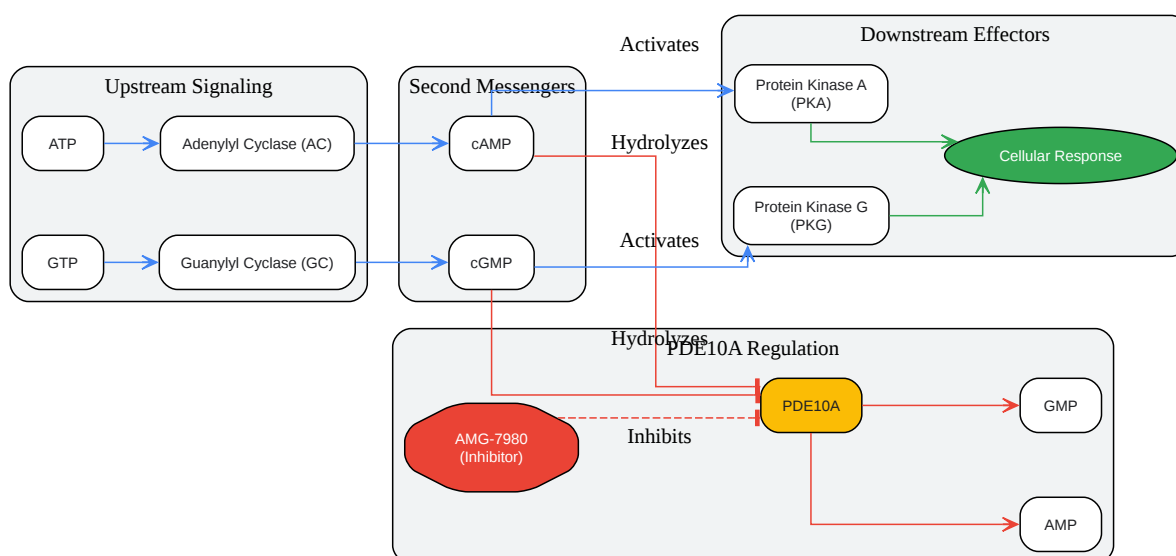 Activates
Downstream Effectors
Upstream Signaling
Second Messengers
Protein Kinase A
(PKA)
ATP
Adenylyl Cyclase (AC)
cAMP
Hydrolyzes
Cellular Response
Protein Kinase G
(PKG)
Activates
GTP
Guanylyl Cyclase (GC)
cGMP
Hydrolyzes
PDE10A Regulation
PDE10A
GMP
AMG-7980
(Inhibitor)
Inhibits
AMP